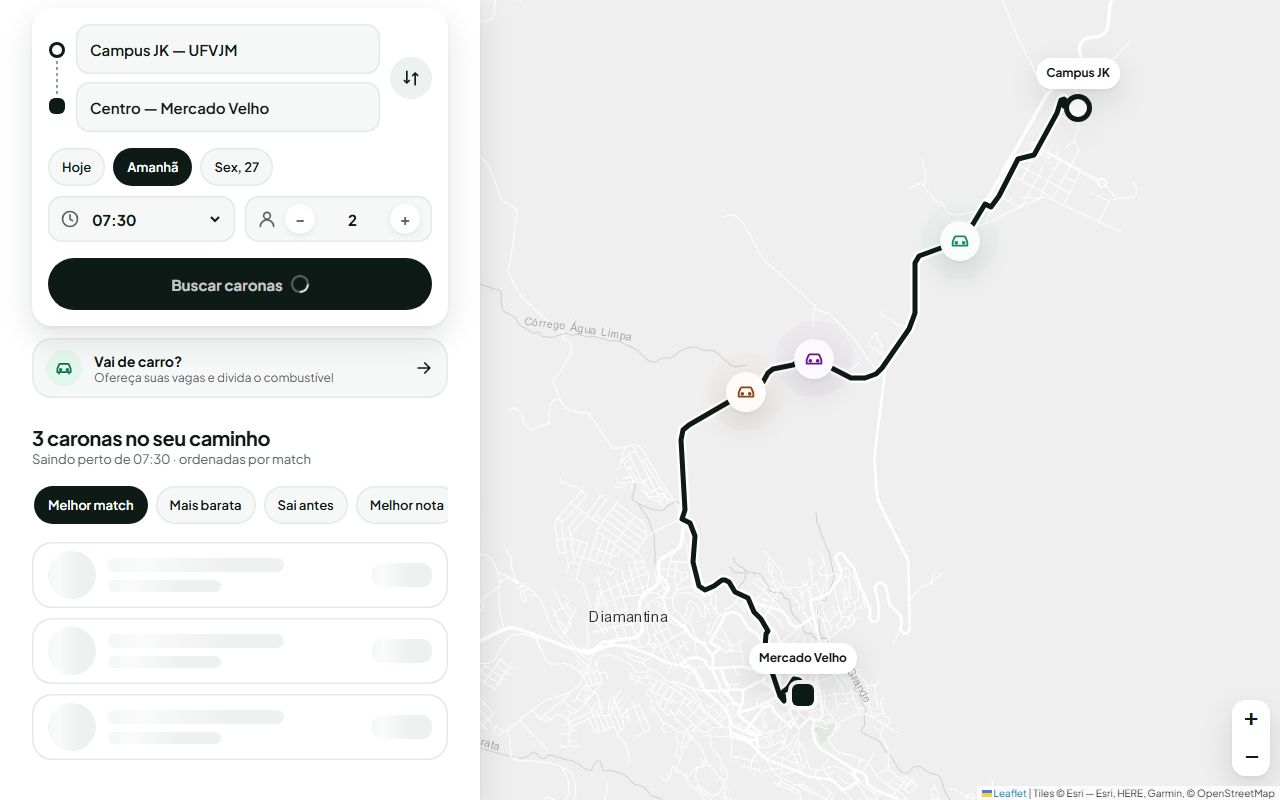 Campus JK — UFVJM
Centro — Mercado Velho
Hoje
Amanhã
Sex, 27
07:30
−
2
+
Buscar caronas
Vai de carro?
Ofereça suas vagas e divida o combustível
3 caronas no seu caminho
Saindo perto de 07:30 · ordenadas por match
Melhor match
Mais barata
Sai antes
Melhor nota
Campus JK
Córrego Água Limpa
Diamantina
Mercado Velho
Grande
rata
+
−
Leaflet | Tiles © Esri — Esri, HERE, Garmin, © OpenStreetMap